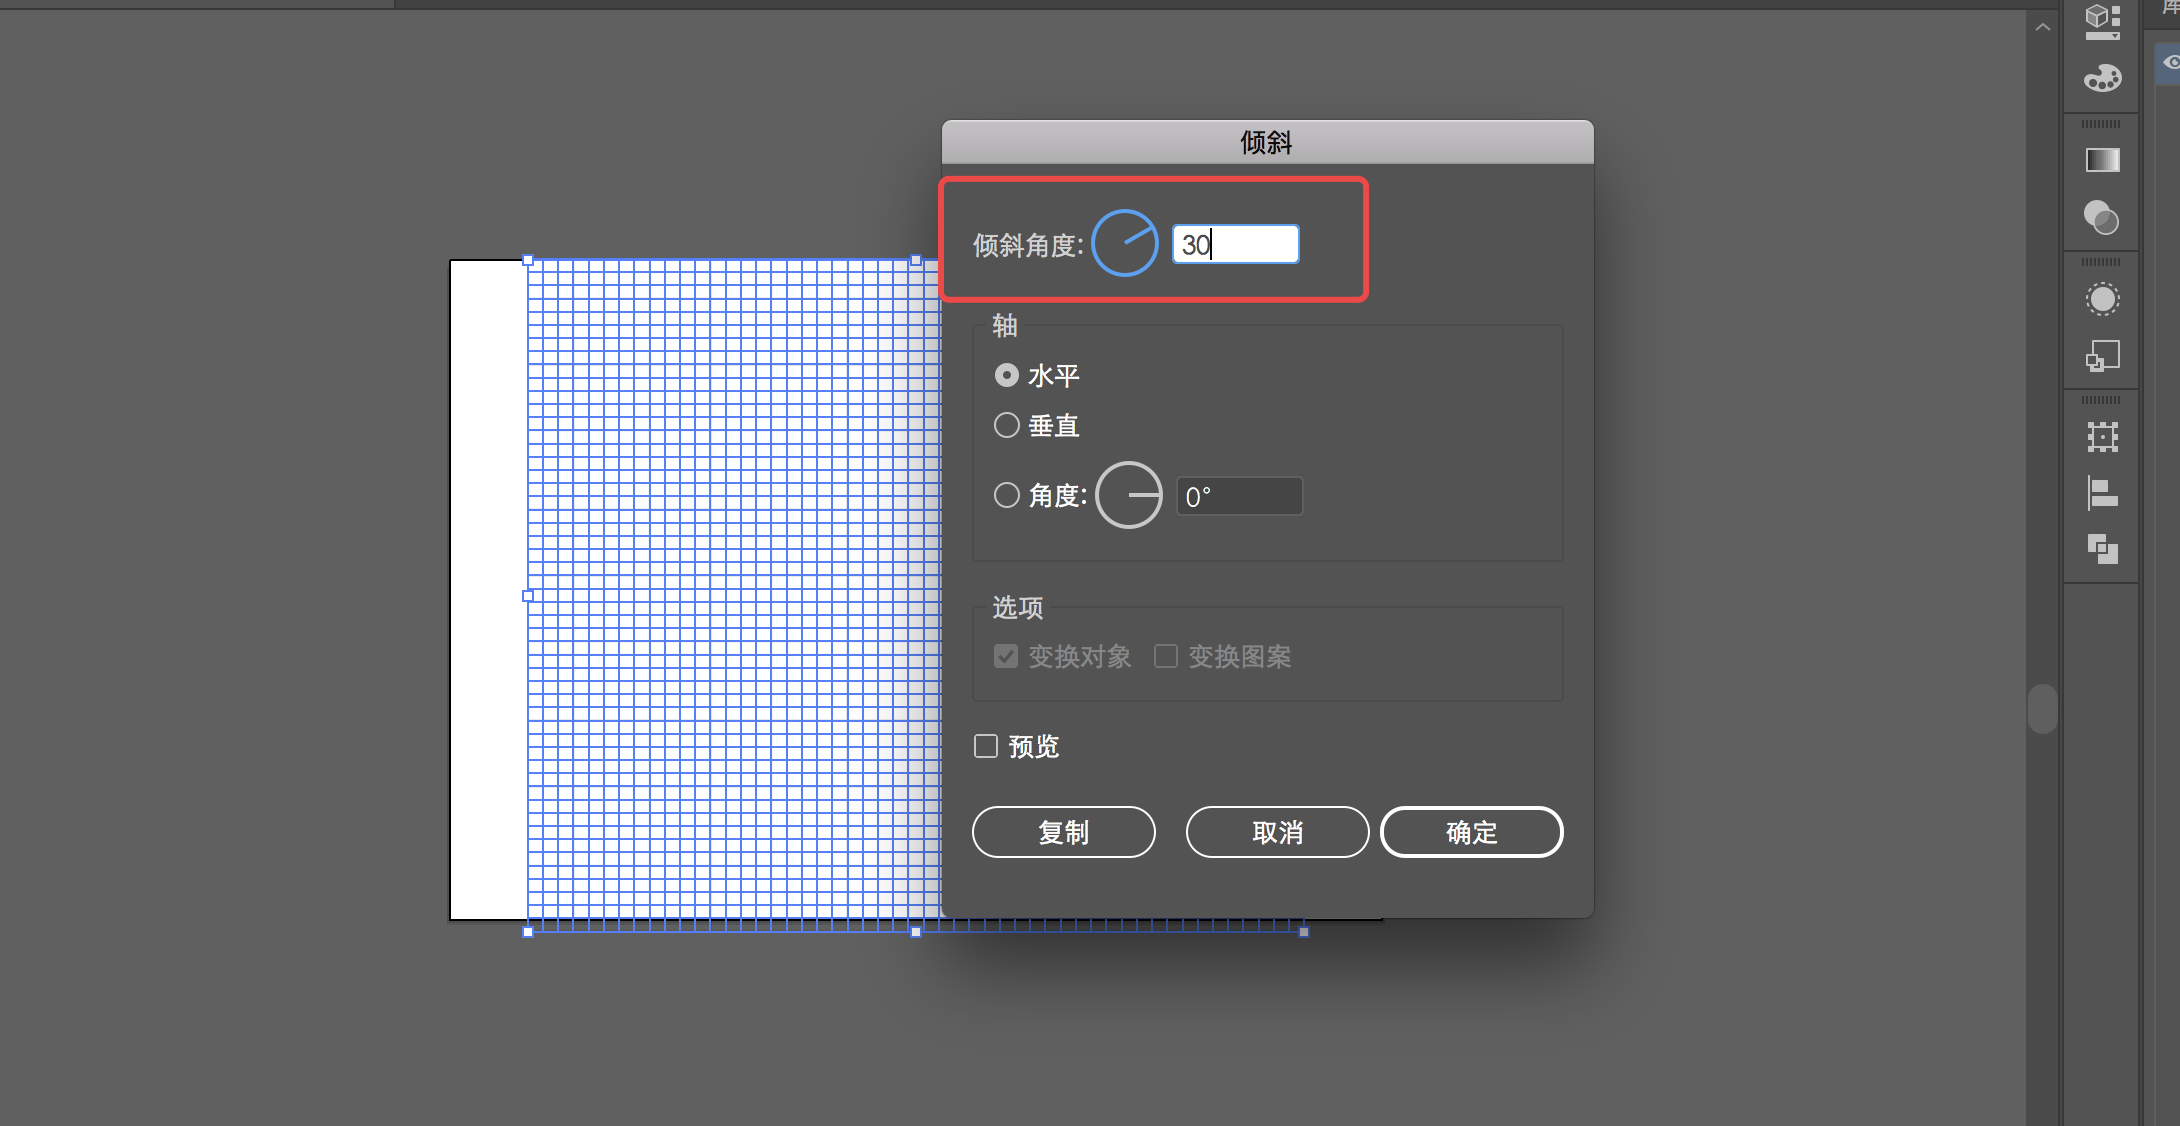 倾斜
倾斜角度: 30
轴
水平
垂直
角度: 0°
选项
变换对象 变换图案
预览
复制 取消 确定